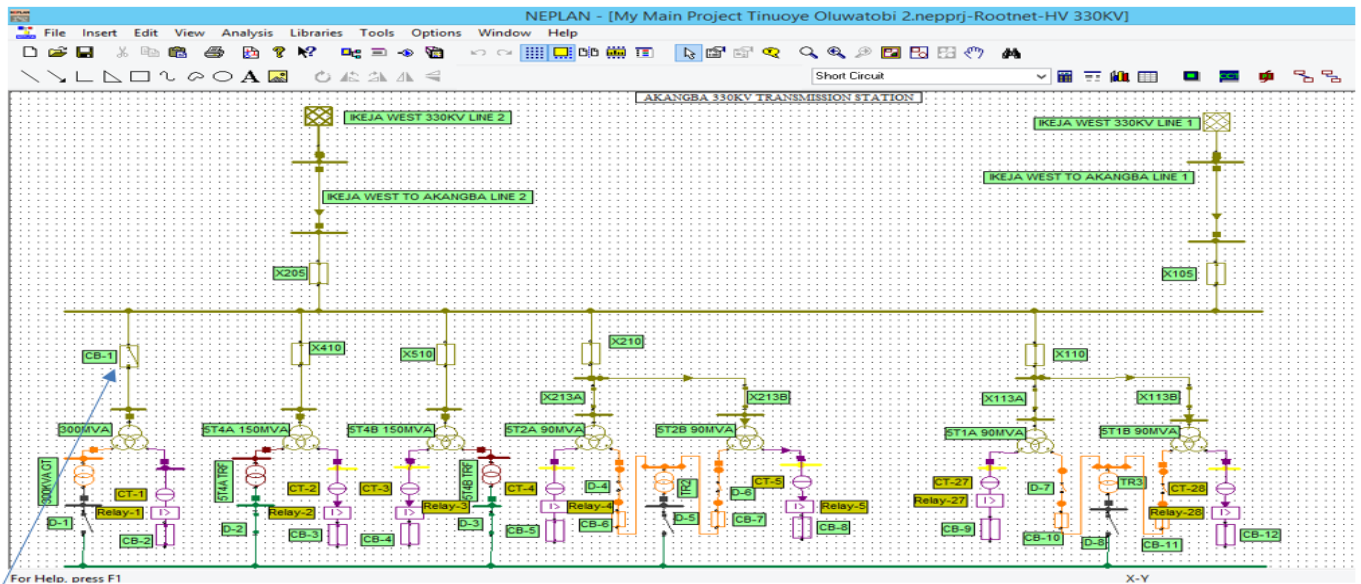 NEPLAN - [My Main Project Tinuoye Oluwatobi 2.nepprj-Rootnet-HV 330KV]
File Insert Edit View Analysis Libraries Tools Options Window Help
Short Circuit
AKANGBA 330KV TRANSMISSION STATION
IKEJA WEST 330KV LINE 2
IKEJA WEST 330KV LINE 1
IKEJA WEST TO AKANGBA LINE 1
IKEJA WEST TO AKANGBA LINE 2
X205
X105
CB-1
X410
X510
X210
X110
X213A
X213B
X113A
X113B
300MVA
5T4A 150MVA
5T4B 150MVA
5T2A 90MVA
5T2B 90MVA
5T1A 90MVA
5T1B 90MVA
300KVA GT
5T4A TRF
5T4B TRF
TR2
TR3
CT-1
CT-2
CT-3
CT-4
D-4
D-6
CT-5
CT-27
D-7
CT-28
Relay-1
Relay-2
Relay-3
Relay-4
Relay-5
Relay-27
Relay-28
I>
I>
I>
I>
I>
I>
I>
D-1
D-2
D-3
D-5
D-8
CB-2
CB-3
CB-4
CB-5
CB-6
CB-7
CB-8
CB-9
CB-10
CB-11
CB-12
For Help, press F1
X-Y